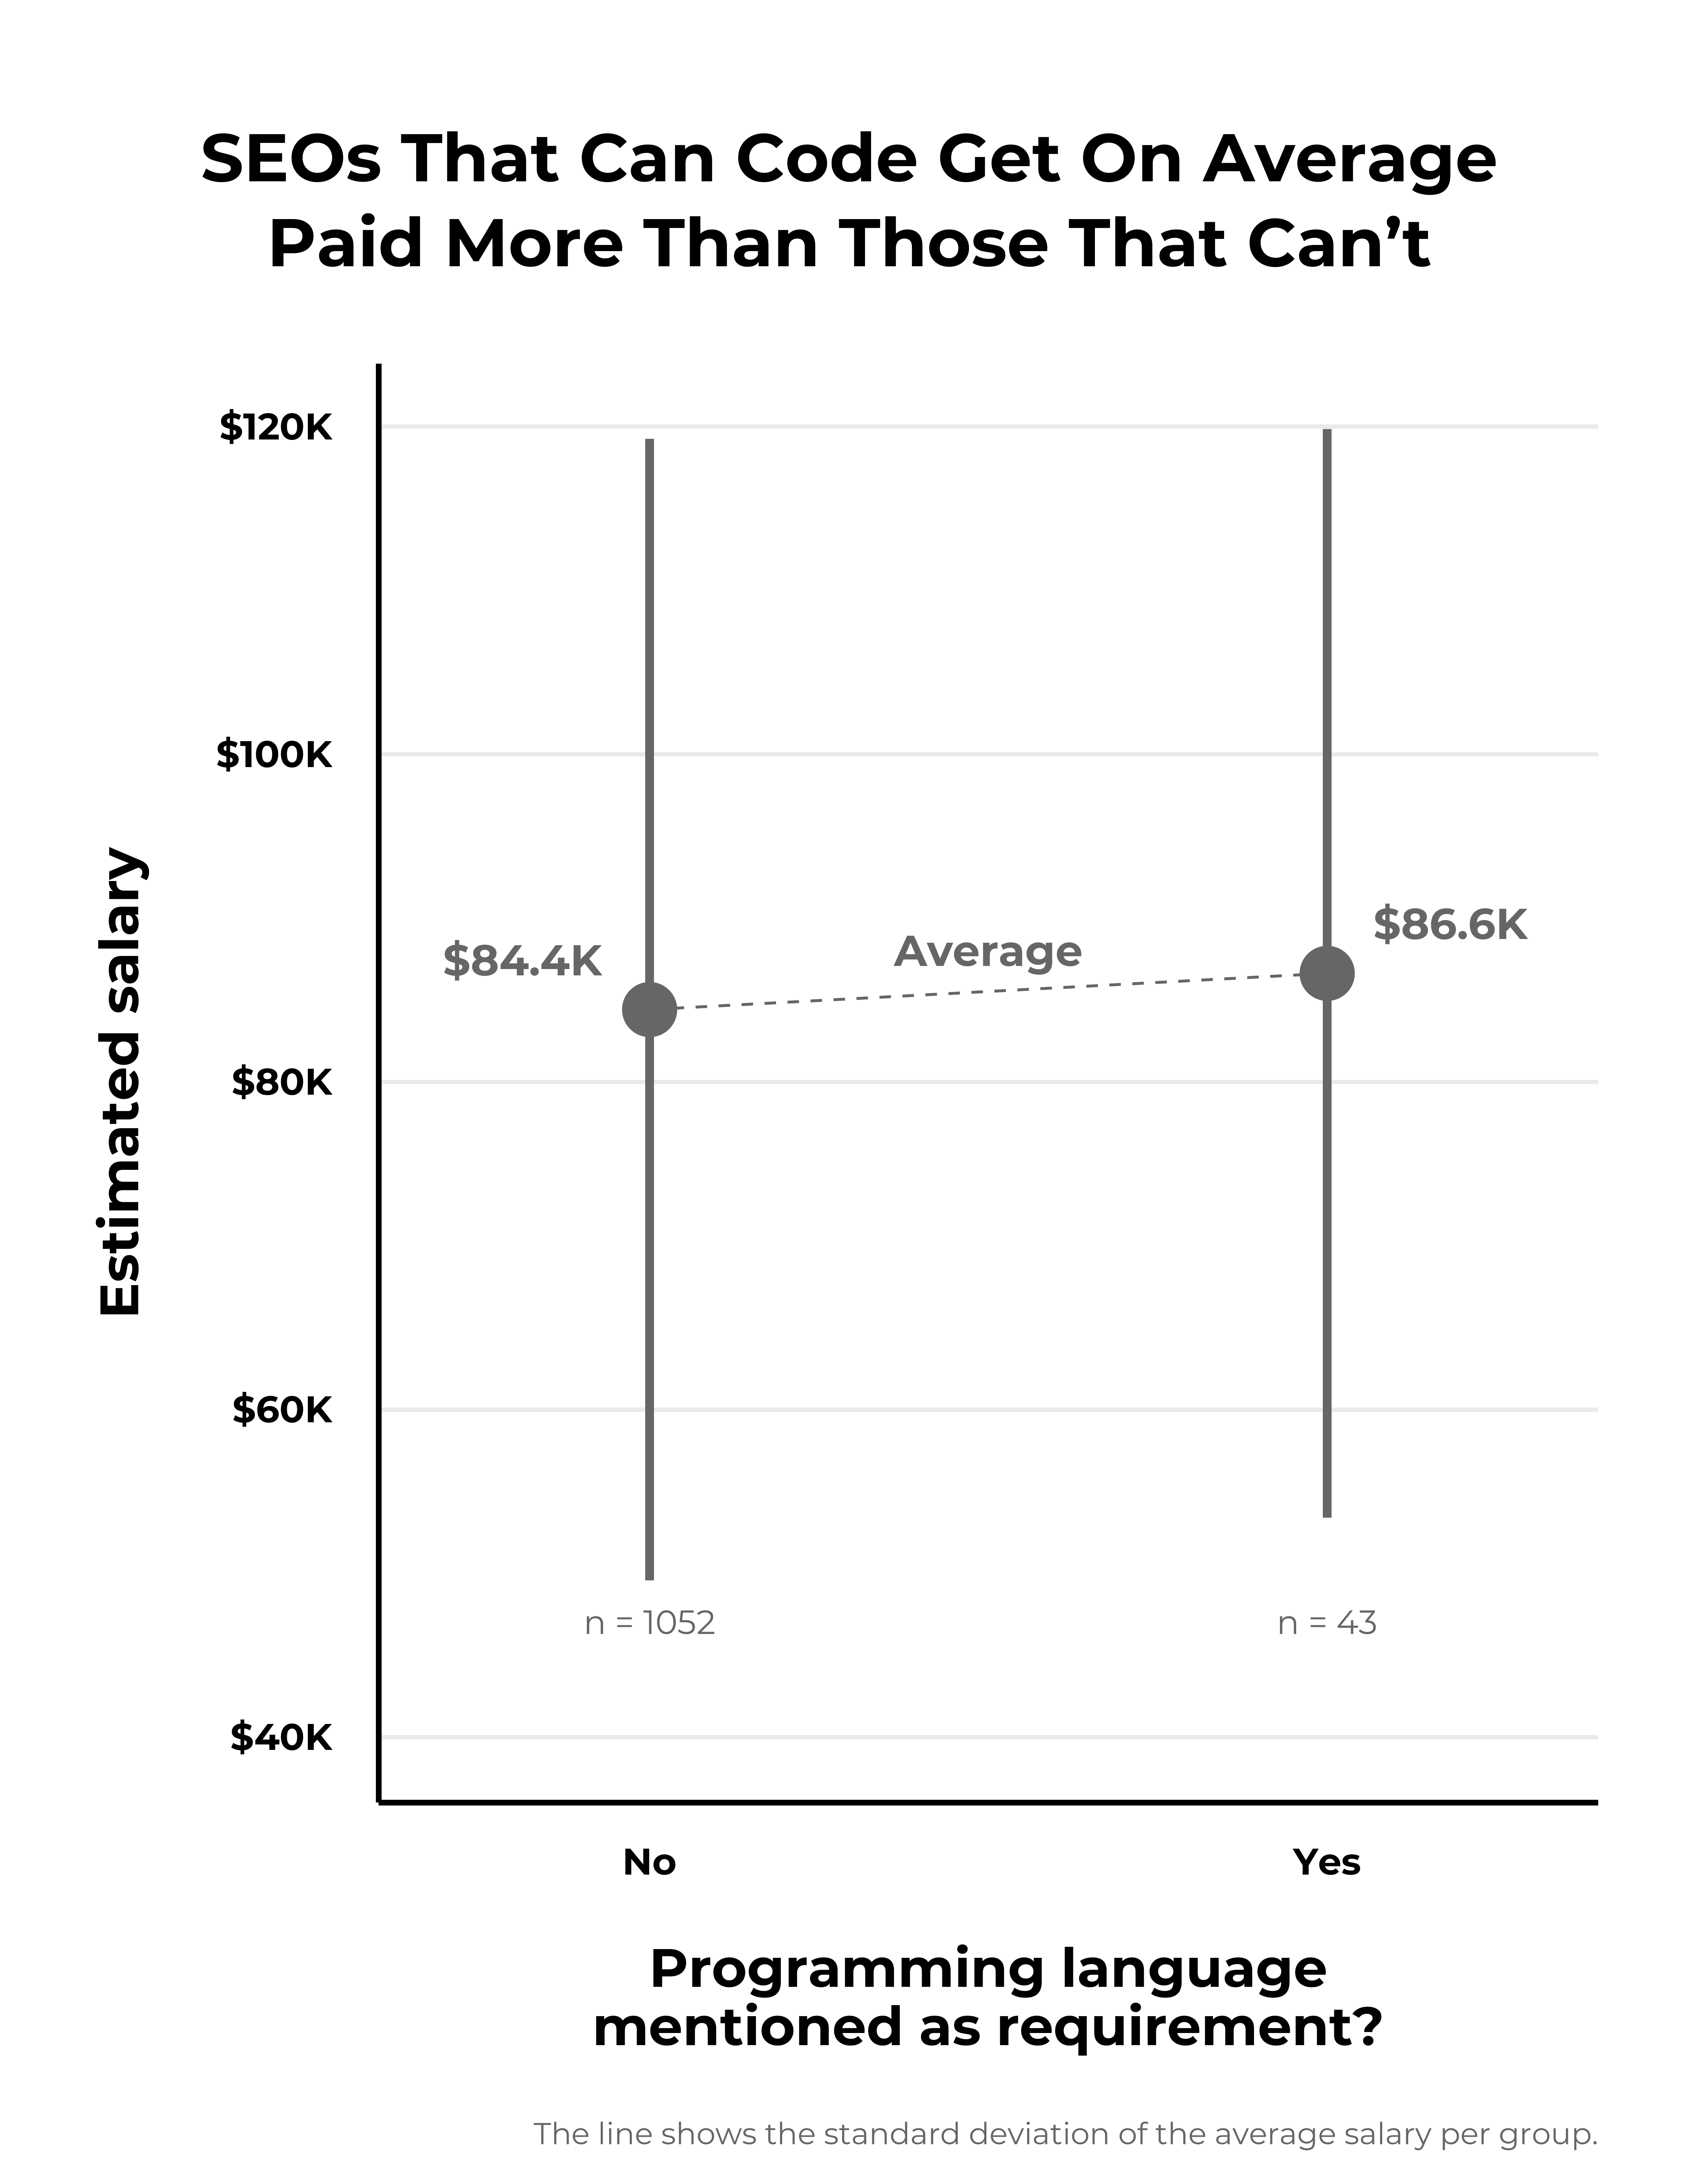 SEOs That Can Code Get On Average
Paid More Than Those That Can’t
Estimated salary
$120K
$100K
$80K
$60K
$40K
$84.4K
Average
$86.6K
n = 1052
n = 43
No
Yes
Programming language
mentioned as requirement?
The line shows the standard deviation of the average salary per group.